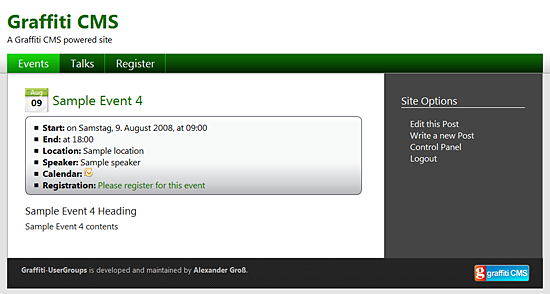 Graffiti CMS
A Graffiti CMS powered site
Events Talks Register
Aug
09
Sample Event 4
Start: on Samstag, 9. August 2008, at 09:00
End: at 18:00
Location: Sample location
Speaker: Sample speaker
Calendar:
Registration: Please register for this event
Sample Event 4 Heading
Sample Event 4 contents
Site Options
Edit this Post
Write a new Post
Control Panel
Logout
Graffiti-UserGroups is developed and maintained by Alexander Groß.
g graffiti CMS